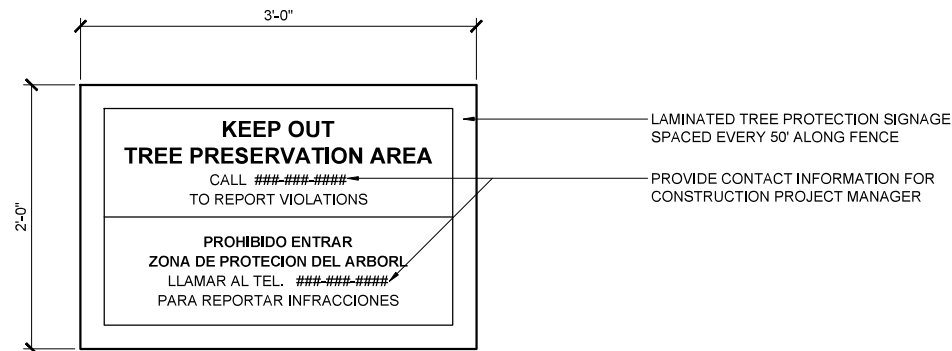 3'-0"
2'-0"
KEEP OUT
TREE PRESERVATION AREA
CALL ###-###-####
TO REPORT VIOLATIONS
PROHIBIDO ENTRAR
ZONA DE PROTECION DEL ARBORL
LLAMAR AL TEL. ###-###-####
PARA REPORTAR INFRACCIONES
LAMINATED TREE PROTECTION SIGNAGE
SPACED EVERY 50' ALONG FENCE
PROVIDE CONTACT INFORMATION FOR
CONSTRUCTION PROJECT MANAGER